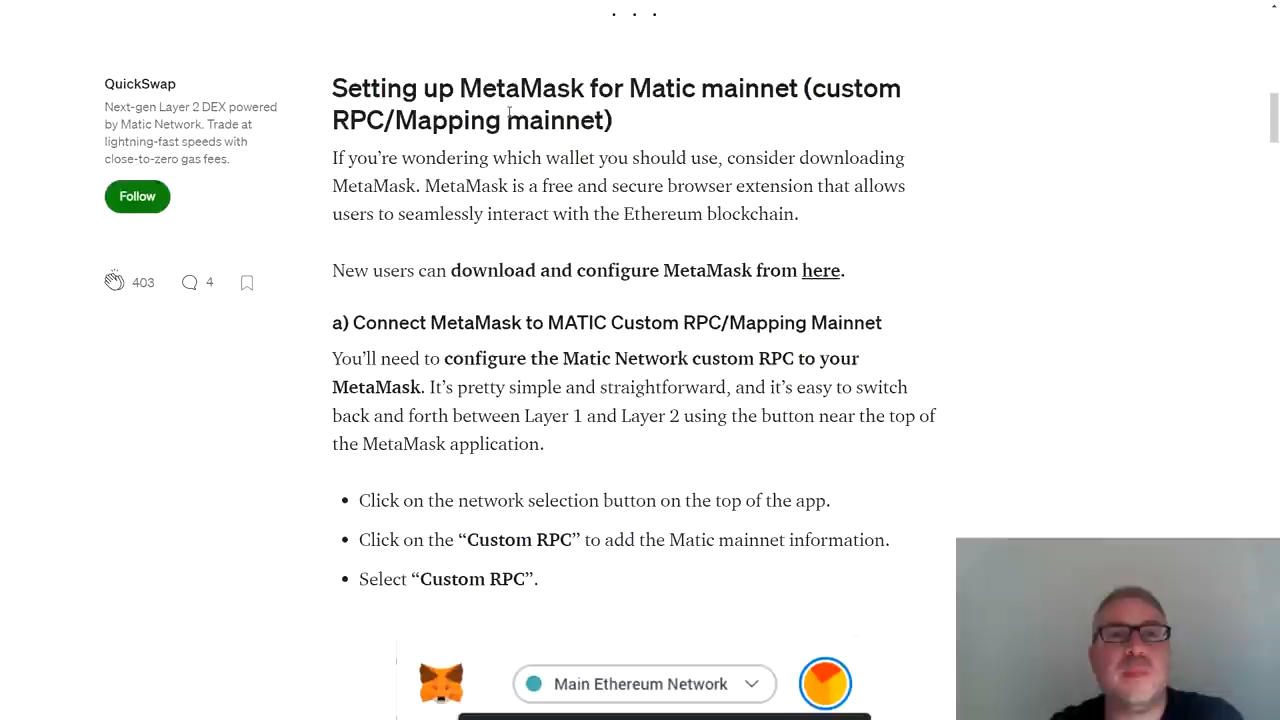 QuickSwap
Next-gen Layer 2 DEX powered
by Matic Network. Trade at
lightning-fast speeds with
close-to-zero gas fees.
Follow
403
4
Setting up MetaMask for Matic mainnet (custom
RPC/Mapping mainnet)
If you’re wondering which wallet you should use, consider downloading
MetaMask. MetaMask is a free and secure browser extension that allows
users to seamlessly interact with the Ethereum blockchain.
New users can download and configure MetaMask from here.
a) Connect MetaMask to MATIC Custom RPC/Mapping Mainnet
You’ll need to configure the Matic Network custom RPC to your
MetaMask. It’s pretty simple and straightforward, and it’s easy to switch
back and forth between Layer 1 and Layer 2 using the button near the top of
the MetaMask application.
• Click on the network selection button on the top of the app.
• Click on the “Custom RPC” to add the Matic mainnet information.
• Select “Custom RPC”.
Main Ethereum Network